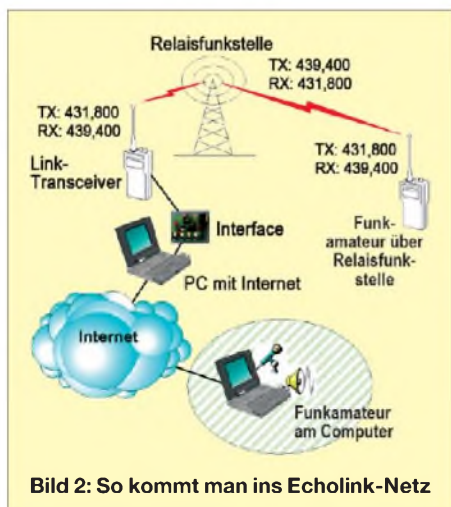 Relaisfunkstelle
TX: 439,400
RX: 431,800
TX: 431,800
RX: 439,400
TX: 431,800
RX: 439,400
Link-
Transceiver
Interface
Funk-
amateur über
Relaisfunk-
stelle
PC mit Internet
Internet
Funkamateur
am Computer
Bild 2: So kommt man ins Echolink-Netz